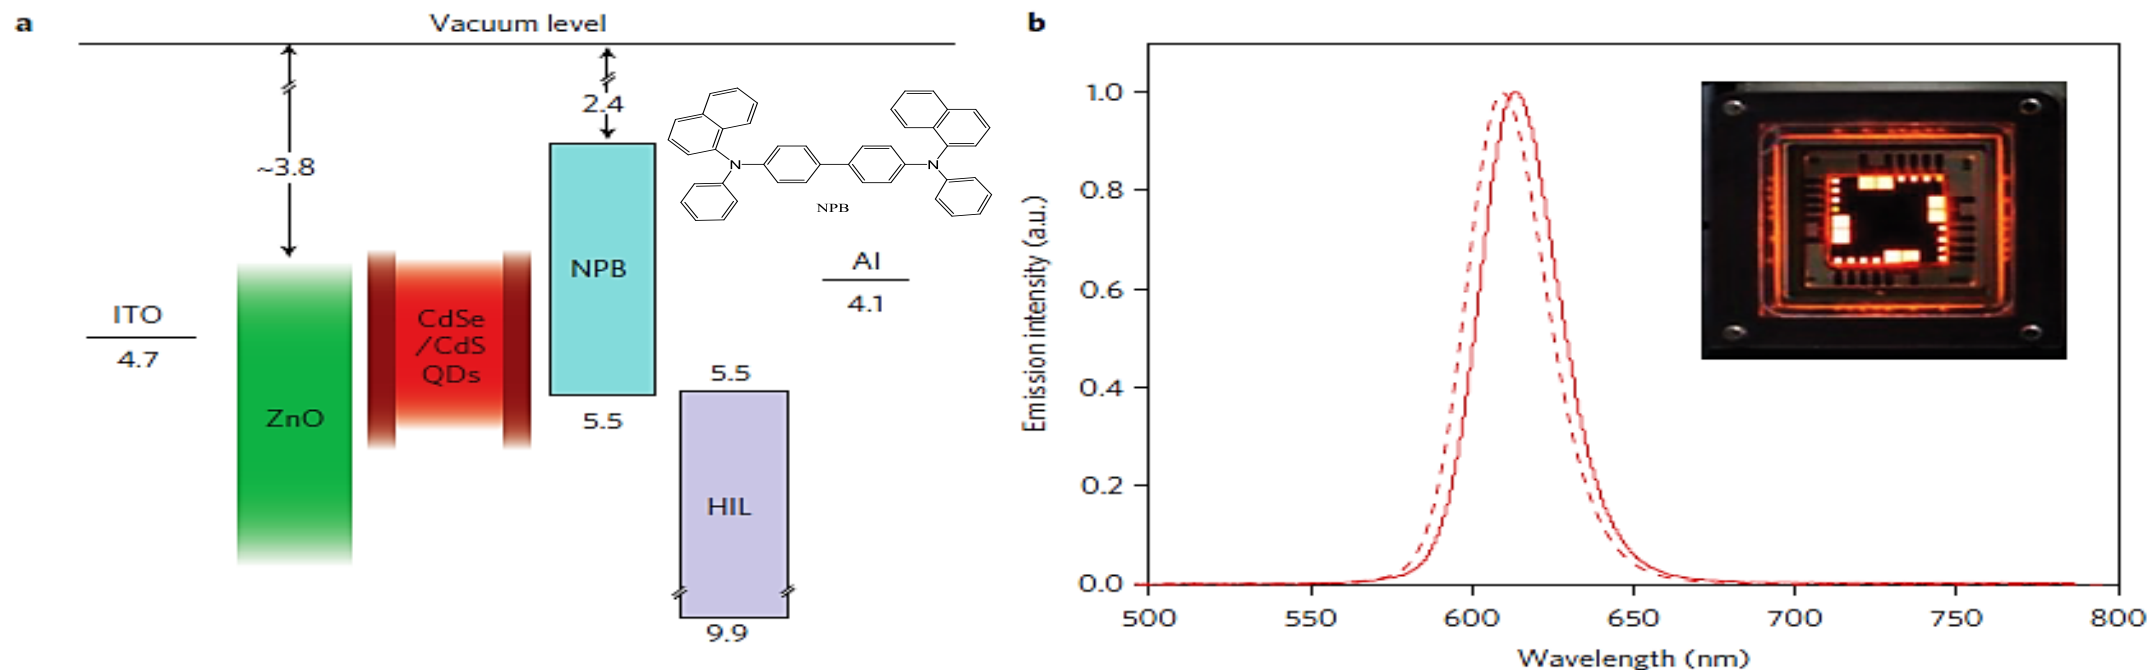 a
Vacuum level
2.4
~3.8
N
N
NPB
NPB
Al
4.1
ITO
4.7
CdSe
/CdS
QDs
ZnO
5.5
5.5
HIL
9.9
b
Emission intensity (a.u.)
1.0
0.8
0.6
0.4
0.2
0.0
500 550 600 650 700 750 800
Wavelength (nm)